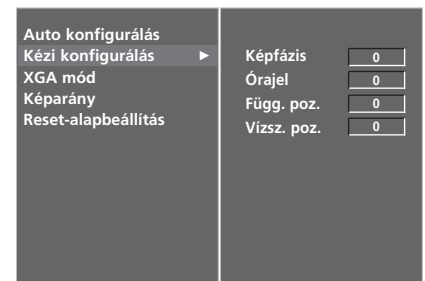 Auto konfigurálás
Kézi konfigurálás ►
XGA mód
Képarány
Reset-alapbeállítás
Képfázis 0
Órajel 0
Függ. poz. 0
Vízsz. poz. 0